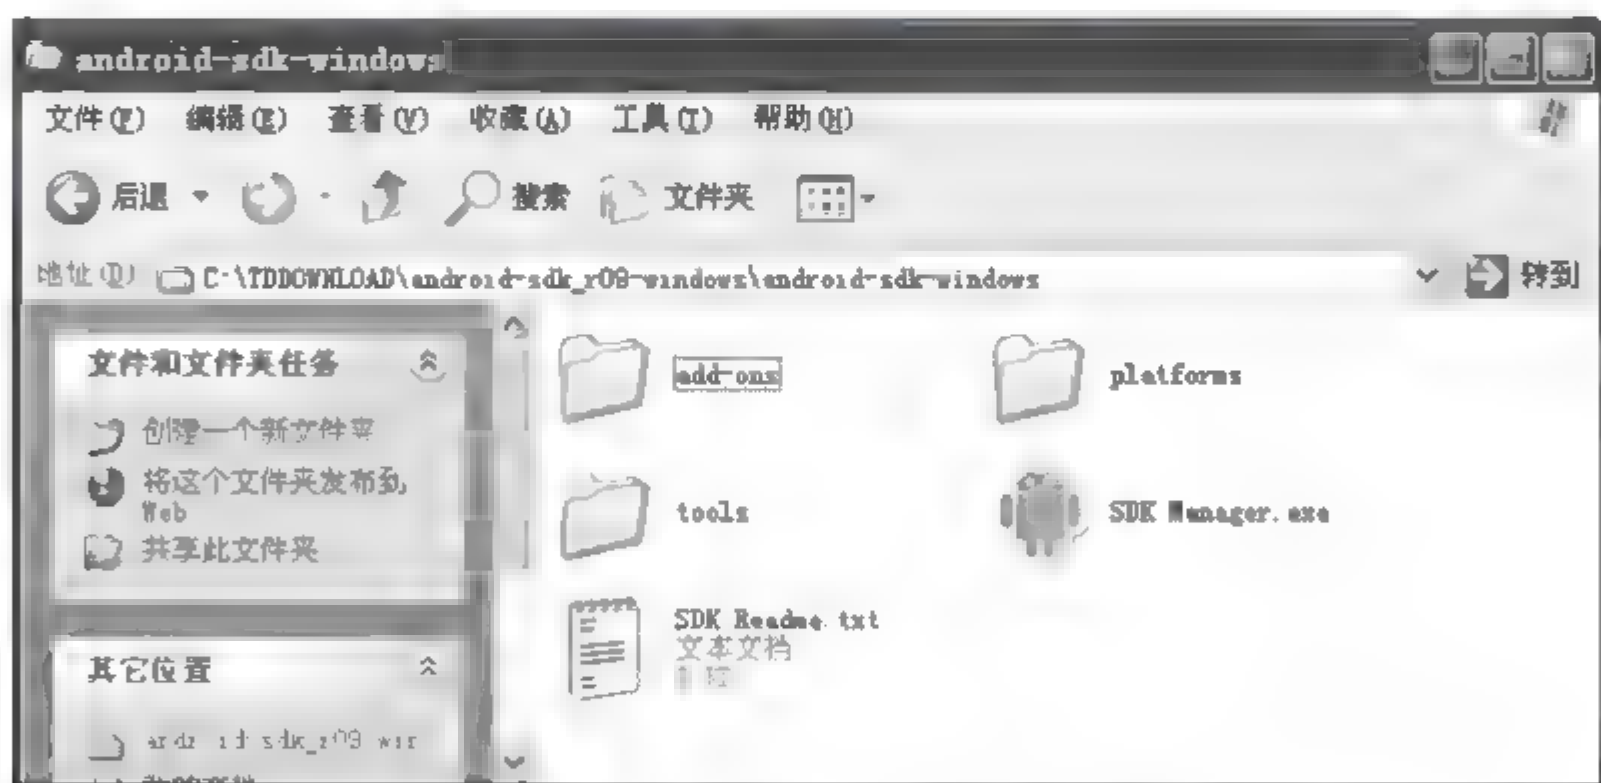 android-sdk-windows
文件(F) 编辑(E) 查看(V) 收藏(A) 工具(T) 帮助(H)
后退 搜索 文件夹
地址(D) C:\TDDOWNLOAD\android-sdk_r09-windows\android-sdk-windows 转到
文件和文件夹任务
创建一个新文件夹
将这个文件夹发布到
Web
共享此文件夹
其它位置
add-ons
platforms
tools
SDK Manager.exe
SDK Readme.txt
文本文档